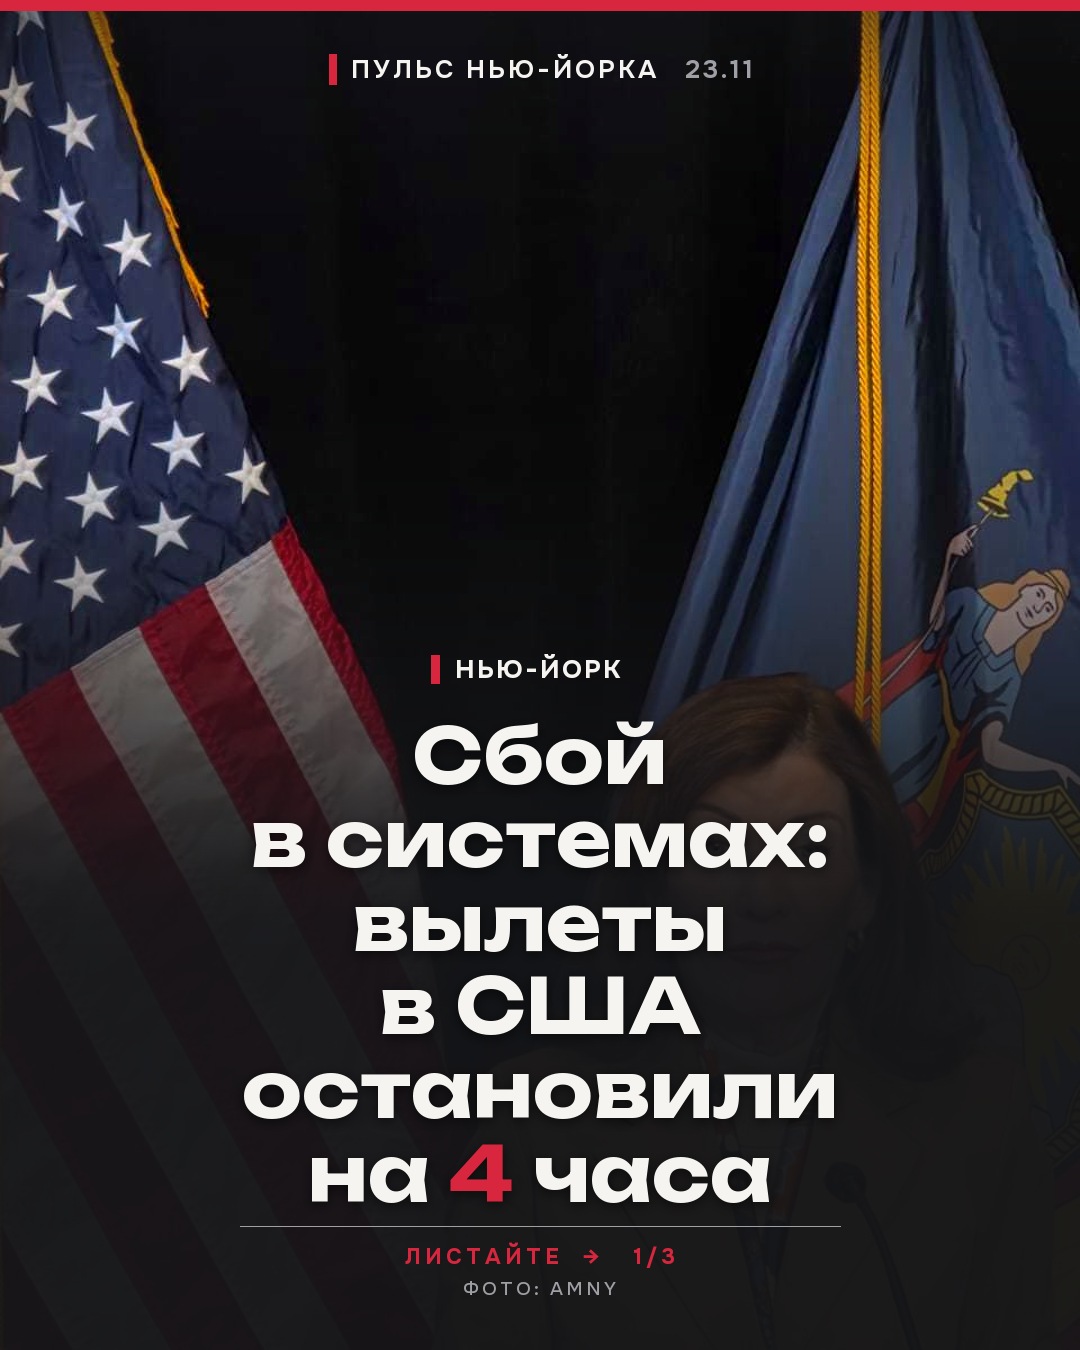 ПУЛЬС НЬЮ-ЙОРКА 23.11
НЬЮ-ЙОРК
Сбой
в системах:
вылеты
в США
остановили
на 4 часа
ЛИСТАЙТЕ → 1/3
ФОТО: AMNY